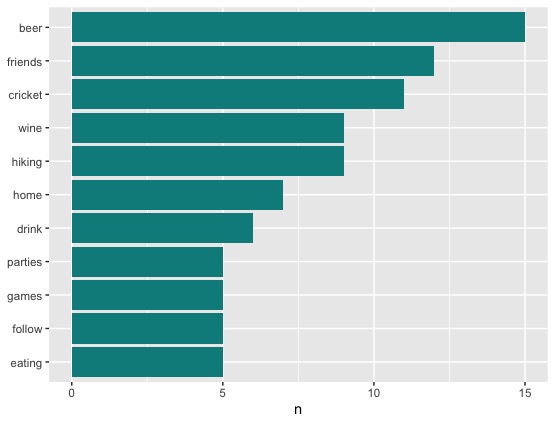 beer
friends
cricket
wine
hiking
home
drink
parties
games
follow
eating
0 5 10 15
n